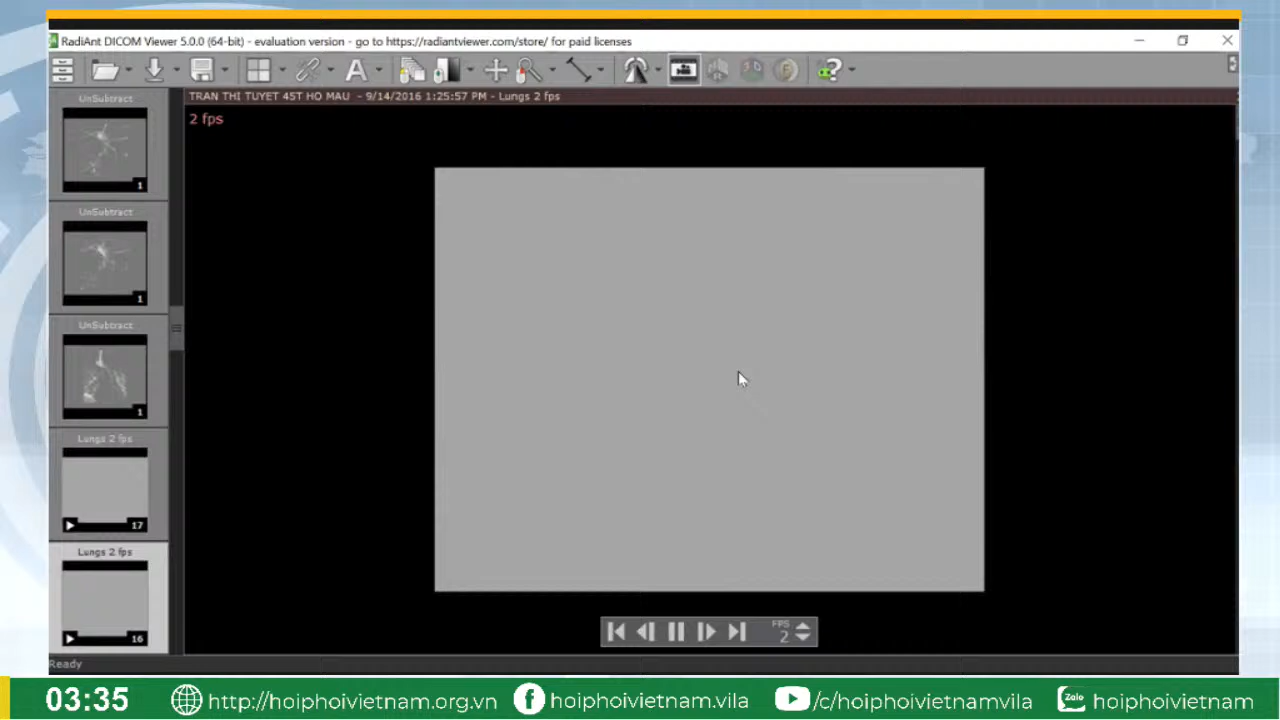 RadiAnt DICOM Viewer 5.0.0 (64-bit) - evaluation version - go to https://radiantviewer.com/store/ for paid licenses
UnSubtract
1
UnSubtract
1
UnSubtract
1
Lungs 2 fps
17
Lungs 2 fps
16
TRAN THI TUYET 45T HO MAU - 9/14/2016 1:25:57 PM - Lungs 2 fps
2 fps
FPS
2
Ready
03:35
http://hoiphoivietnam.org.vn
hoiphoivietnam.vila
/c/hoiphoivietnamvila
Zalo
hoiphoivietnam